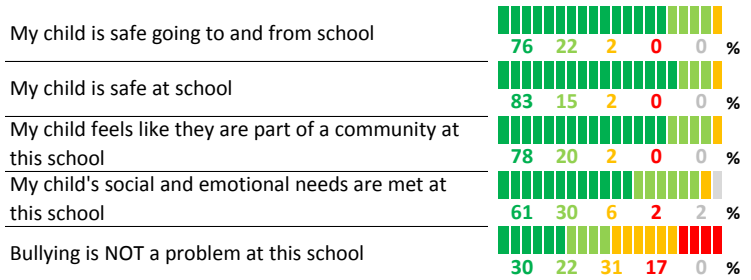 My child is safe going to and from school
76 22 2 0 0 %
My child is safe at school
83 15 2 0 0 %
My child feels like they are part of a community at
this school
78 20 2 0 0 %
My child's social and emotional needs are met at
this school
61 30 6 2 2 %
Bullying is NOT a problem at this school
30 22 31 17 0 %